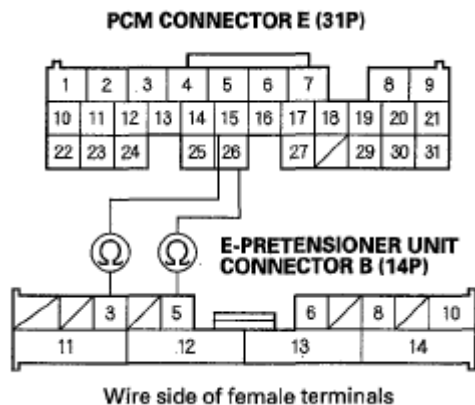 PCM CONNECTOR E (31P)
1 2 3 4 5 6 7 8 9
10 11 12 13 14 15 16 17 18 19 20 21
22 23 24 25 26 27 29 30 31
Ω Ω
E-PRETENSIONER UNIT
CONNECTOR B (14P)
3 5 6 8 10
11 12 13 14
Wire side of female terminals